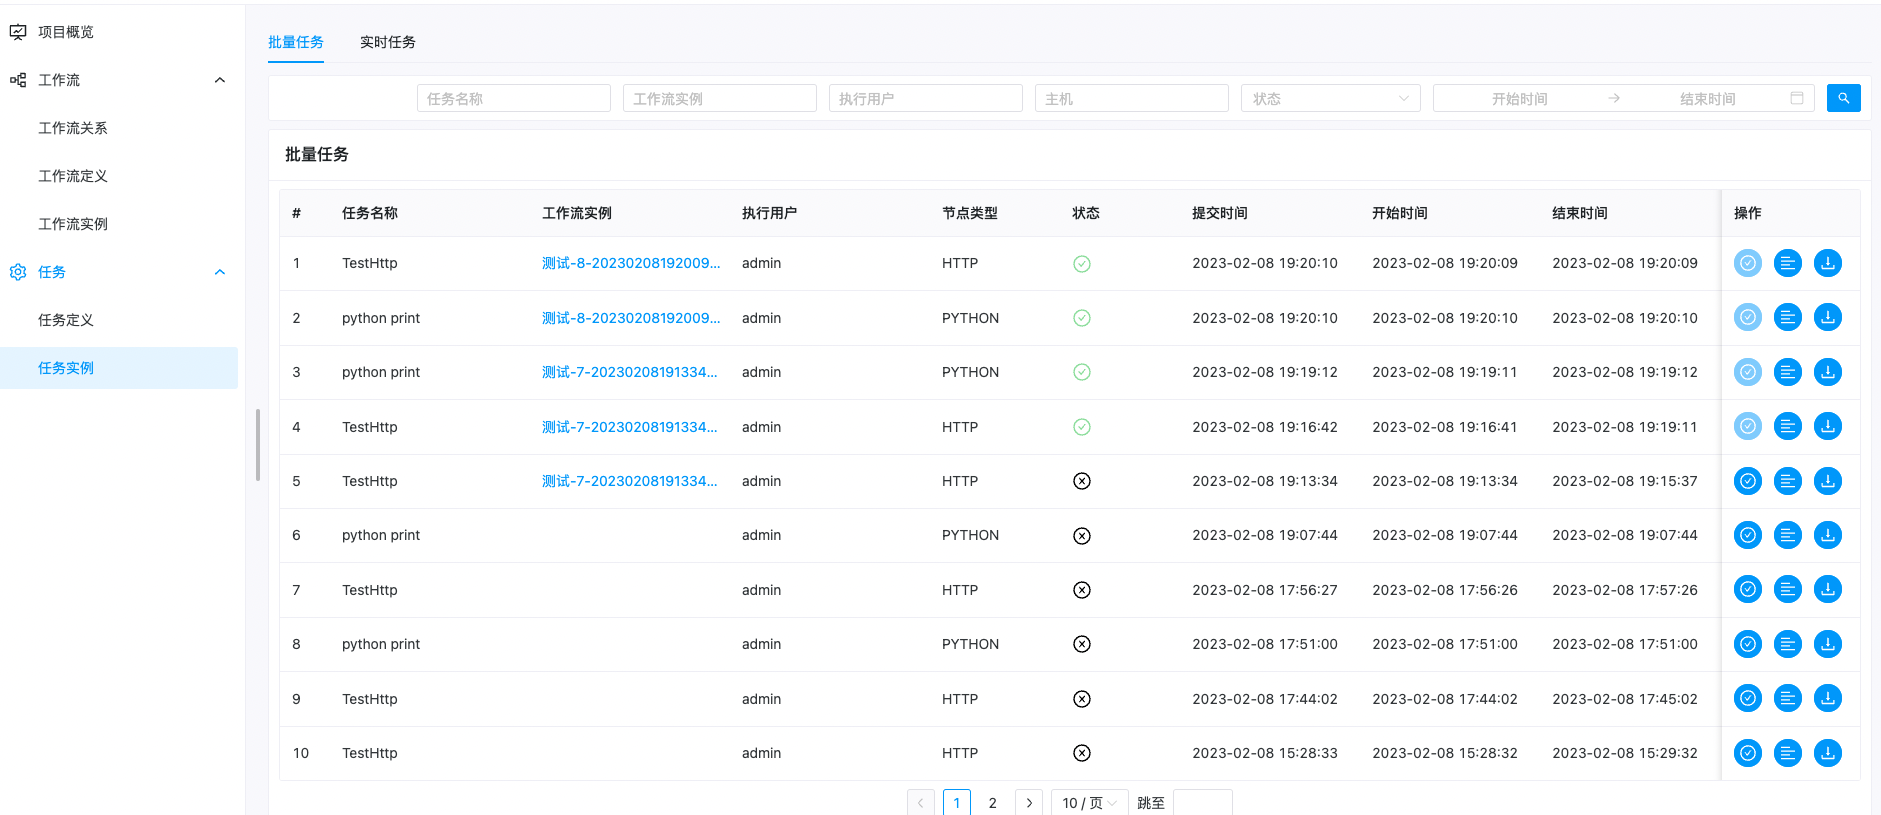 项目概览
工作流
工作流关系
工作流定义
工作流实例
任务
任务定义
任务实例
批量任务 实时任务
任务名称 工作流实例 执行用户 主机 状态 开始时间 → 结束时间
批量任务
# 任务名称 工作流实例 执行用户 节点类型 状态 提交时间 开始时间 结束时间 操作
1 TestHttp 测试-8-20230208192009... admin HTTP 2023-02-08 19:20:10 2023-02-08 19:20:09 2023-02-08 19:20:09
2 python print 测试-8-20230208192009... admin PYTHON 2023-02-08 19:20:10 2023-02-08 19:20:10 2023-02-08 19:20:10
3 python print 测试-7-20230208191334... admin PYTHON 2023-02-08 19:19:12 2023-02-08 19:19:11 2023-02-08 19:19:12
4 TestHttp 测试-7-20230208191334... admin HTTP 2023-02-08 19:16:42 2023-02-08 19:16:41 2023-02-08 19:19:11
5 TestHttp 测试-7-20230208191334... admin HTTP 2023-02-08 19:13:34 2023-02-08 19:13:34 2023-02-08 19:15:37
6 python print admin PYTHON 2023-02-08 19:07:44 2023-02-08 19:07:44 2023-02-08 19:07:44
7 TestHttp admin HTTP 2023-02-08 17:56:27 2023-02-08 17:56:26 2023-02-08 17:57:26
8 python print admin PYTHON 2023-02-08 17:51:00 2023-02-08 17:51:00 2023-02-08 17:51:00
9 TestHttp admin HTTP 2023-02-08 17:44:02 2023-02-08 17:44:02 2023-02-08 17:45:02
10 TestHttp admin HTTP 2023-02-08 15:28:33 2023-02-08 15:28:32 2023-02-08 15:29:32
1 2 10 / 页 跳至